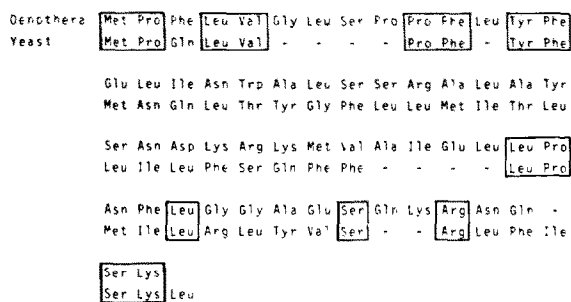 Oenothera Met Pro Phe Leu Val Gly Leu Ser Pro Pro Phe Leu Tyr Phe
Yeast Met Pro Gln Leu Val - - - - Pro Phe - Tyr Phe
Glu Leu Ile Asn Trp Ala Leu Ser Ser Arg Ala Leu Ala Tyr
Met Asn Gln Leu Thr Tyr Gly Phe Leu Leu Met Ile Thr Leu
Ser Asn Asp Lys Arg Lys Met Val Ala Ile Glu Leu Leu Pro
Leu Ile Leu Phe Ser Gln Phe Phe - - - - Leu Pro
Asn Phe Leu Gly Gly Ala Glu Ser Gln Lys Arg Asn Gln -
Met Ile Leu Arg Leu Tyr Val Ser - - Arg Leu Phe Ile
Ser Lys
Ser Lys Leu